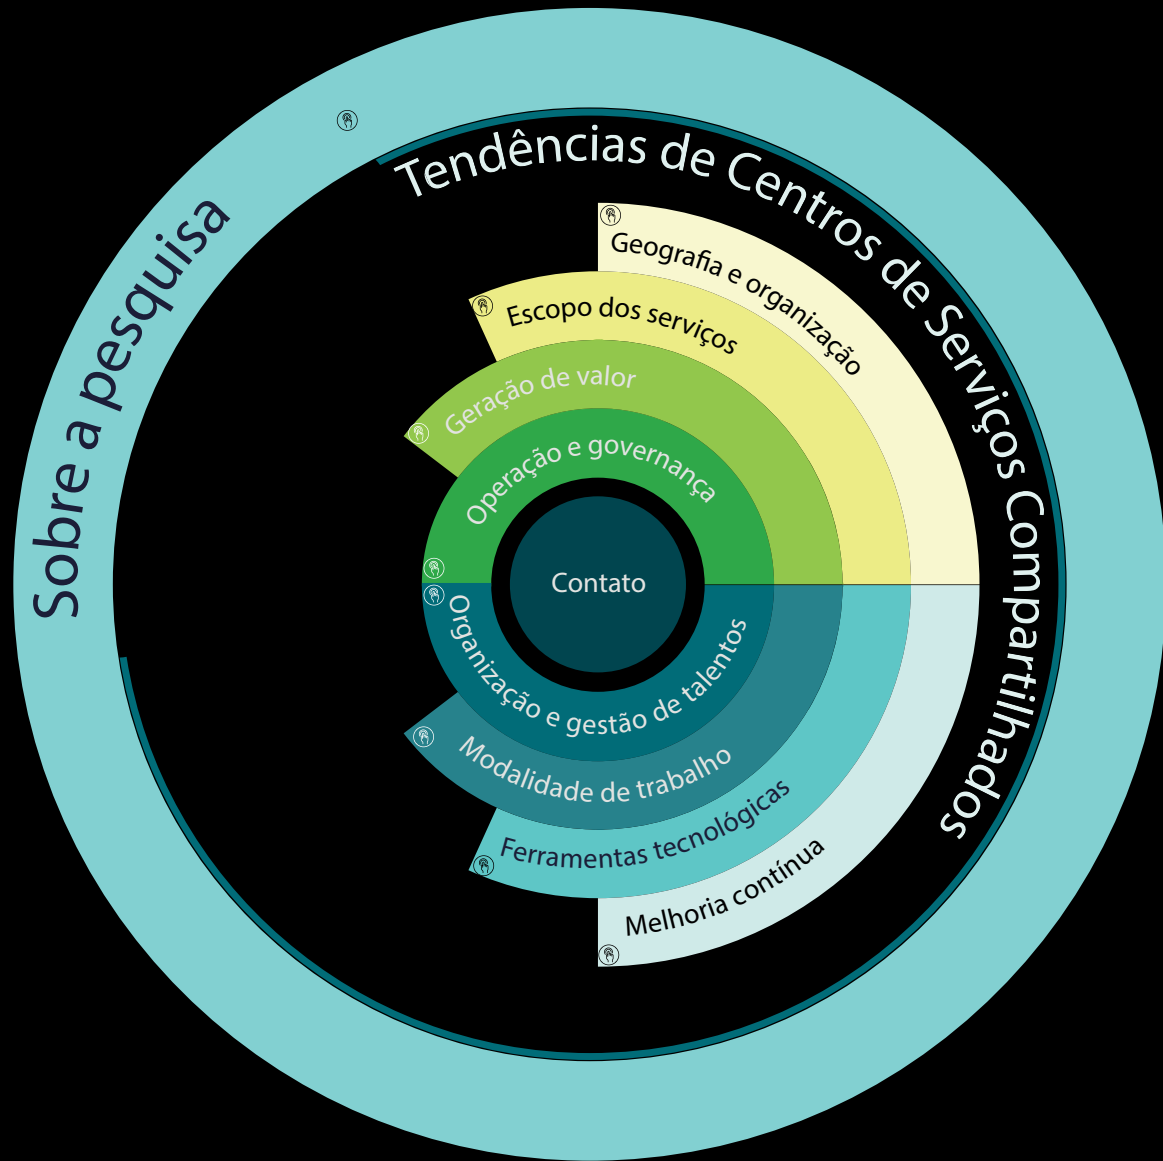 Sobre a pesquisa
Tendências de Centros de Serviços Compartilhados
Geografia e organização
Escopo dos serviços
Geração de valor
Operação e governança
Contato
Organização e gestão de talentos
Modalidade de trabalho
Ferramentas tecnológicas
Melhoria contínua